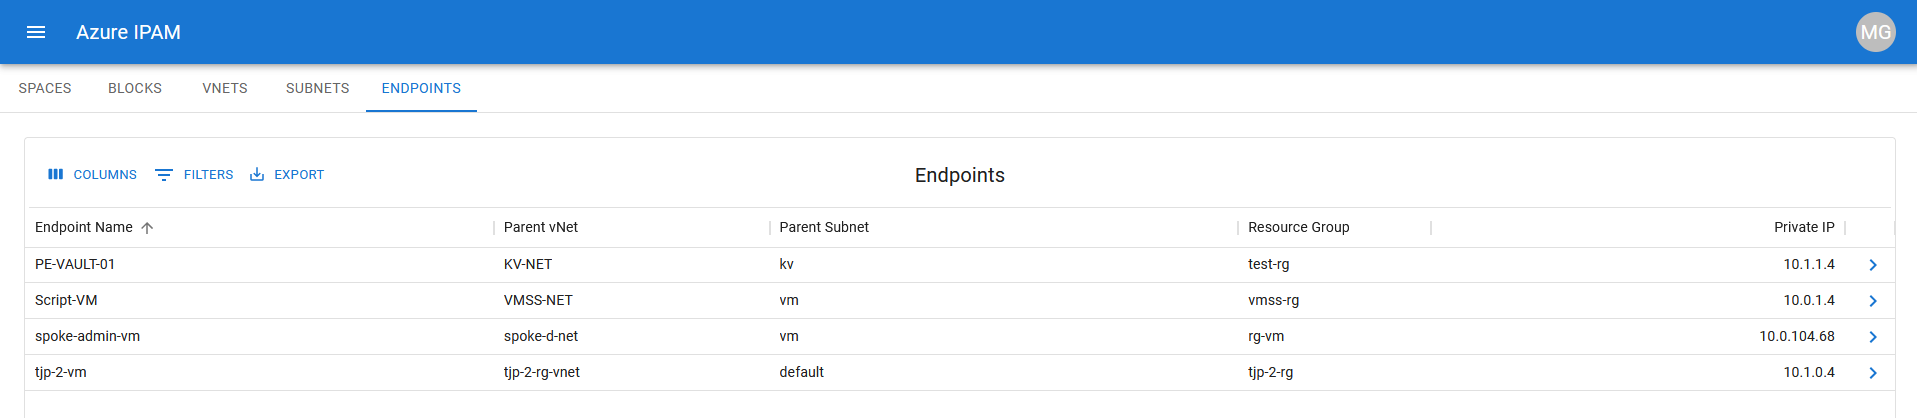 Azure IPAM MG
SPACES BLOCKS VNETS SUBNETS ENDPOINTS
COLUMNS FILTERS EXPORT Endpoints
Endpoint Name Parent vNet Parent Subnet Resource Group Private IP
PE-VAULT-01 KV-NET kv test-rg 10.1.1.4
Script-VM VMSS-NET vm vmss-rg 10.0.1.4
spoke-admin-vm spoke-d-net vm rg-vm 10.0.104.68
tjp-2-vm tjp-2-rg-vnet default tjp-2-rg 10.1.0.4